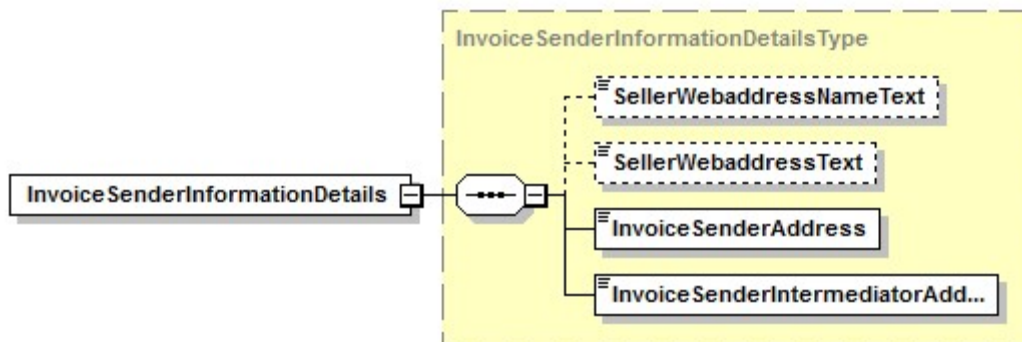 InvoiceSenderInformationDetailsType
SellerWebaddressNameText
SellerWebaddressText
InvoiceSenderInformationDetails
InvoiceSenderAddress
InvoiceSenderIntermediatorAdd...